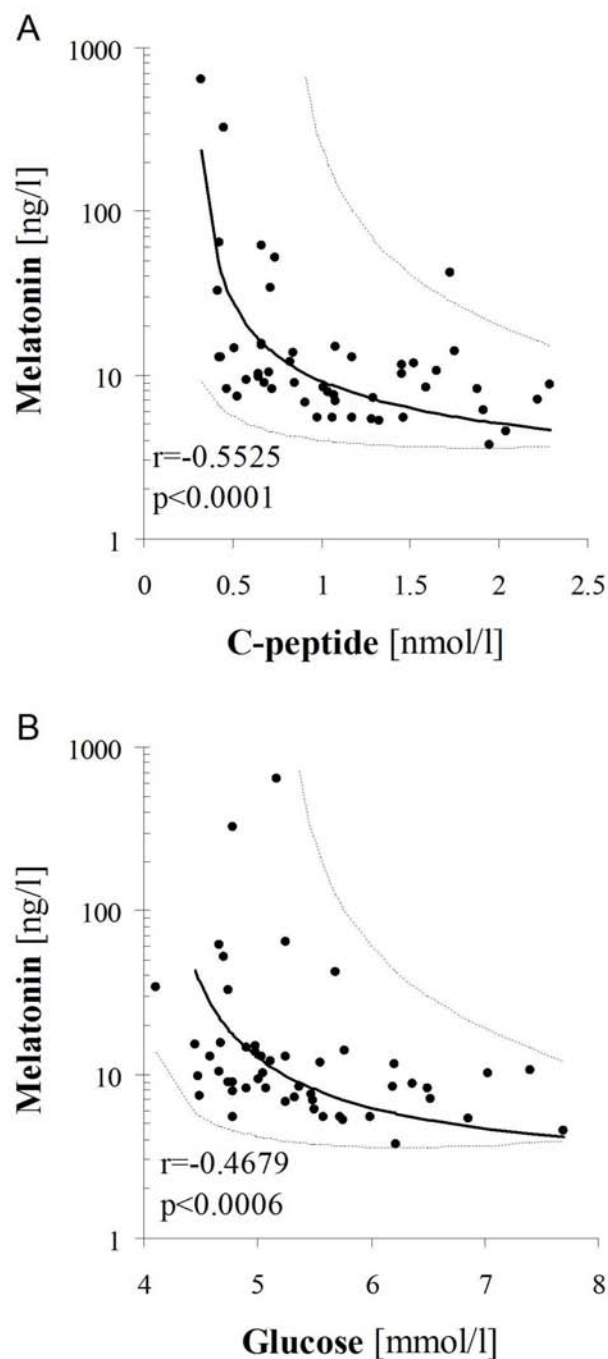 A
1000
100
10
1
Melatonin [ng/l]
r=-0.5525
p<0.0001
0 0.5 1 1.5 2 2.5
C-peptide [nmol/l]
B
1000
100
10
1
Melatonin [ng/l]
r=-0.4679
p<0.0006
4 5 6 7 8
Glucose [mmol/l]